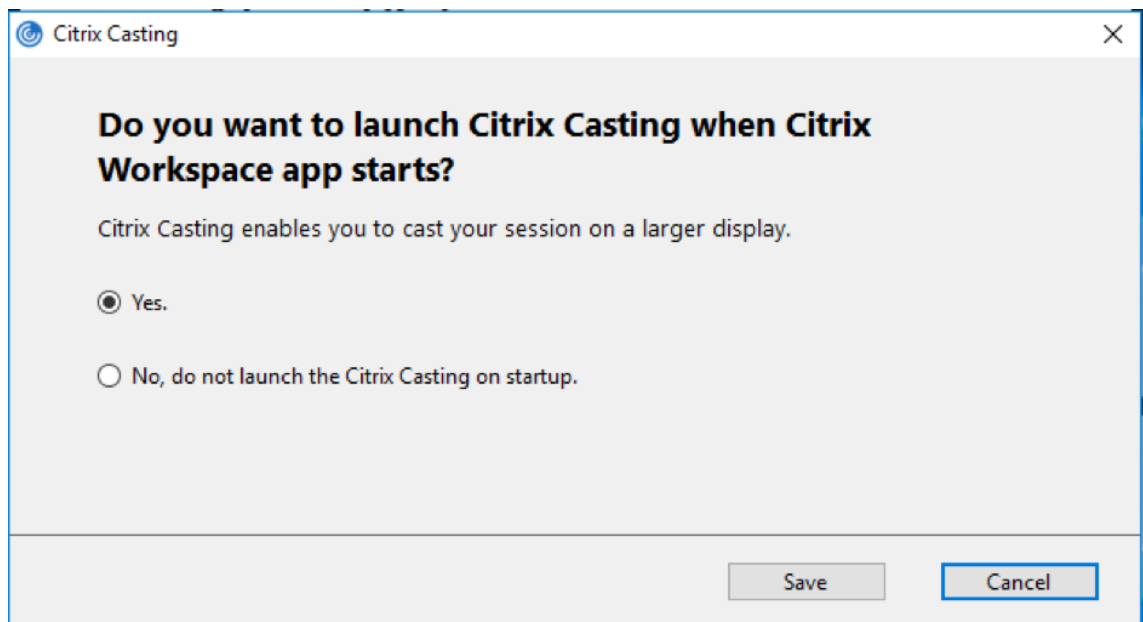 Citrix Casting
Do you want to launch Citrix Casting when Citrix
Workspace app starts?
Citrix Casting enables you to cast your session on a larger display.
Yes.
No, do not launch the Citrix Casting on startup.
Save
Cancel